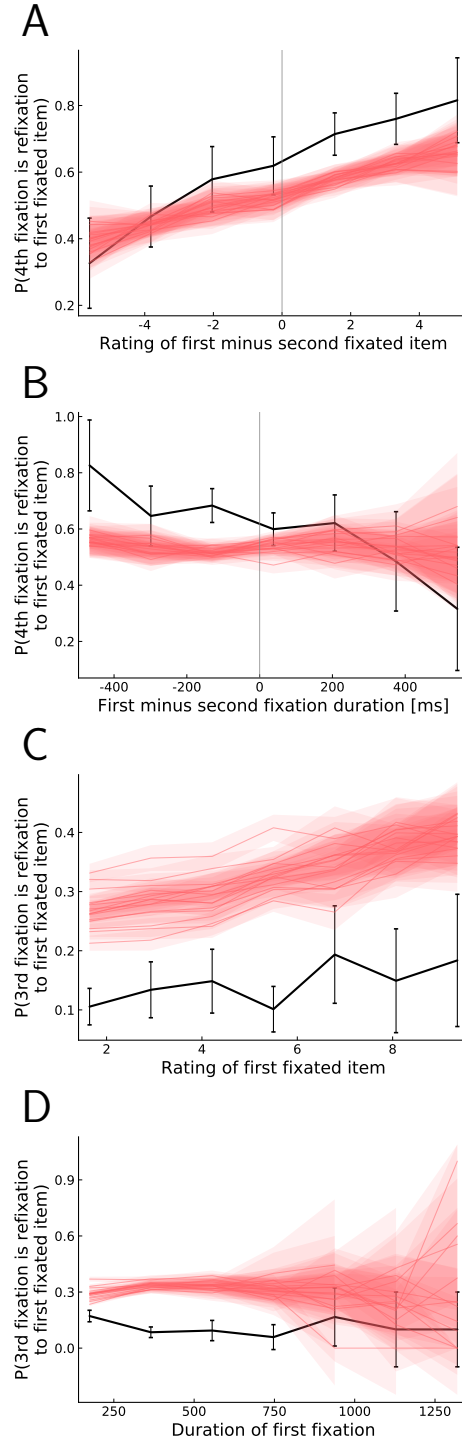 A
P(4th fixation is refixation
to first fixated item)
0.8
0.6
0.4
0.2
-4 -2 0 2 4
Rating of first minus second fixated item
B
P(4th fixation is refixation
to first fixated item)
1.0
0.8
0.6
0.4
0.2
-400 -200 0 200 400
First minus second fixation duration [ms]
C
P(3rd fixation is refixation
to first fixated item)
0.4
0.3
0.2
0.1
2 4 6 8
Rating of first fixated item
D
P(3rd fixation is refixation
to first fixated item)
0.9
0.6
0.3
0.0
250 500 750 1000 1250
Duration of first fixation